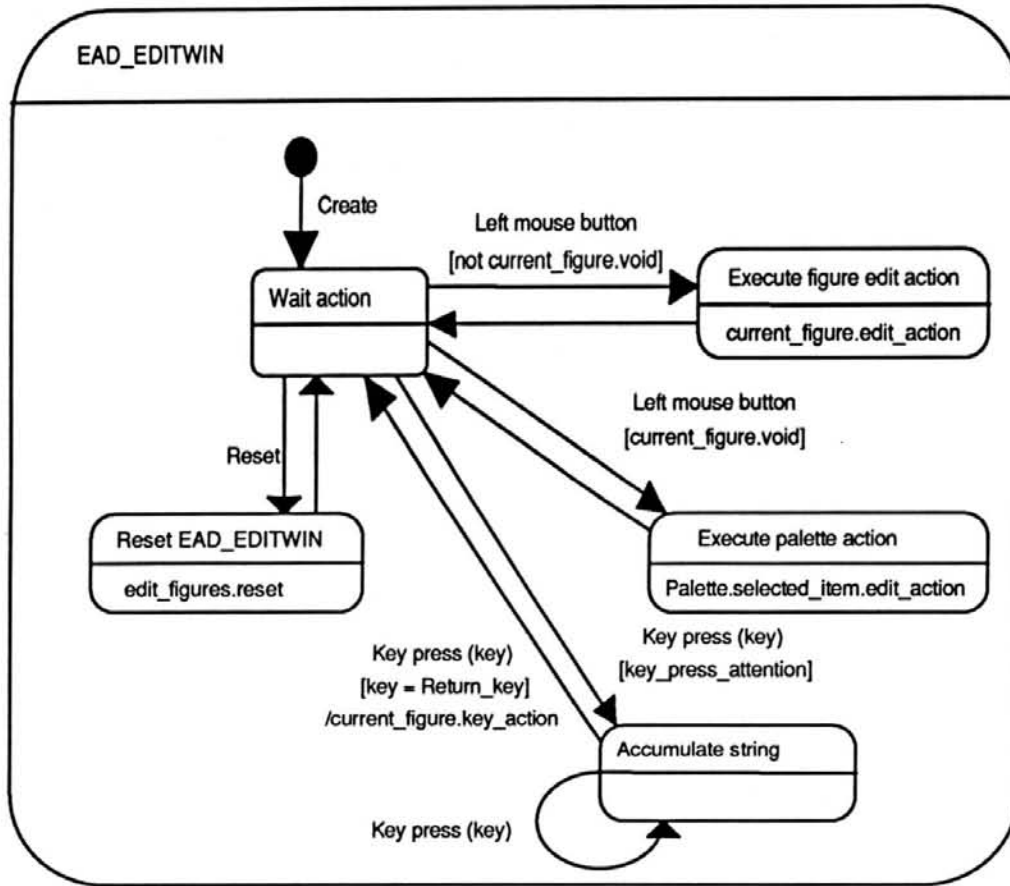 EAD_EDITWIN
Create
Left mouse button
[not current_figure.void]
Wait action
Execute figure edit action
current_figure.edit_action
Left mouse button
[current_figure.void]
Reset
Reset EAD_EDITWIN
edit_figures.reset
Execute palette action
Palette.selected_item.edit_action
Key press (key)
[key = Return_key]
/current_figure.key_action
Key press (key)
[key_press_attention]
Accumulate string
Key press (key)